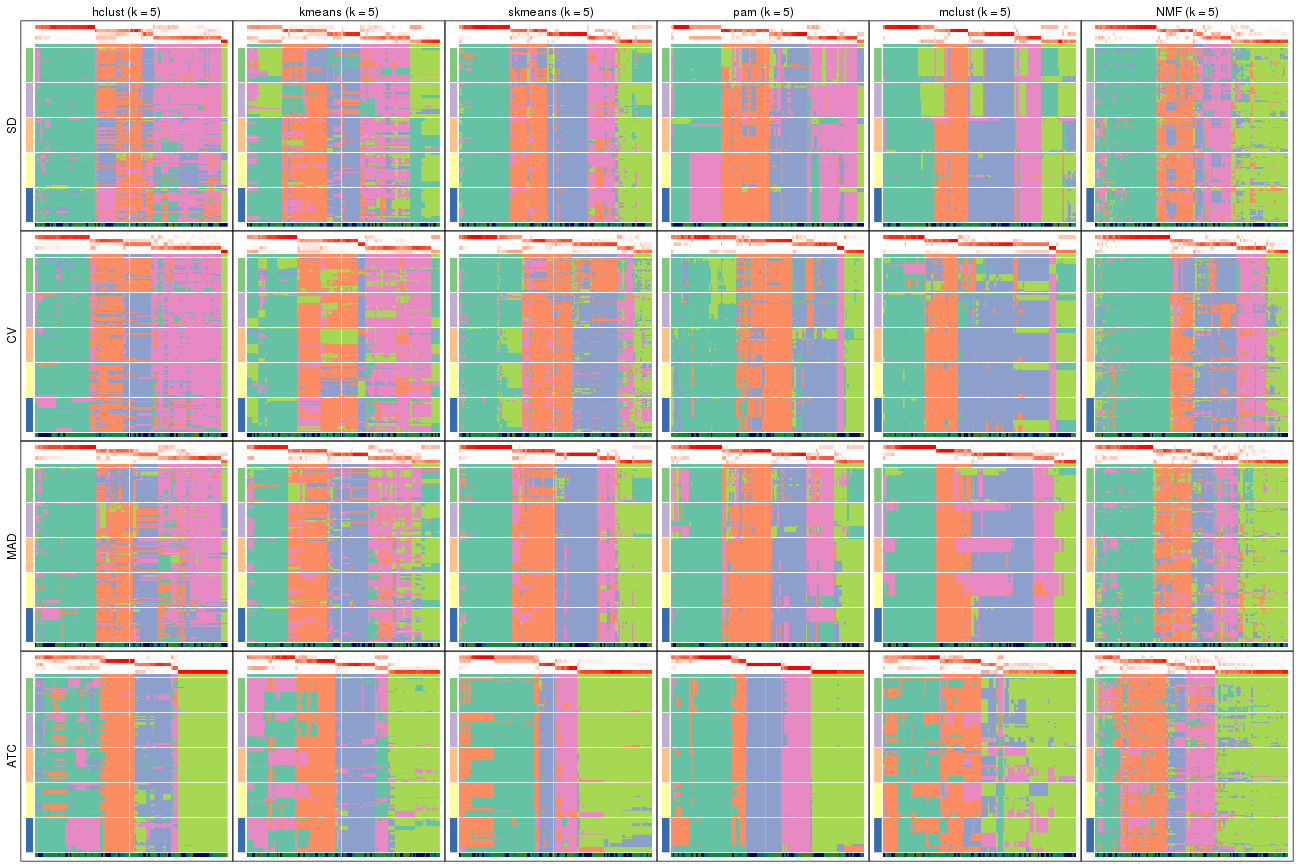 hclust (k = 5) kmeans (k = 5) skmeans (k = 5) pam (k = 5) mclust (k = 5) NMF (k = 5)
SD
CV
MAD
ATC